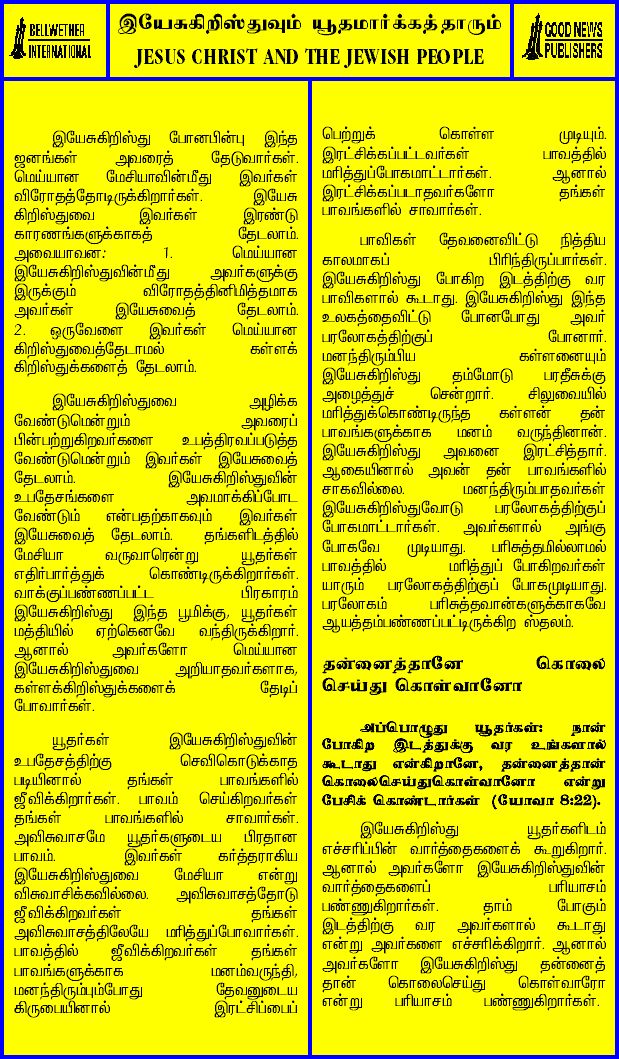 BELLWETHER
INTERNATIONAL
இயேசுகிறிஸ்துவும் யூதமார்க்கத்தாரும்
JESUS CHRIST AND THE JEWISH PEOPLE
GOOD NEWS
PUBLISHERS
இயேசுகிறிஸ்து போனபின்பு இந்த
ஜனங்கள் அவரைத் தேடுவார்கள்.
மெய்யான மேசியாவின்மீது இவர்கள்
விரோதத்தோடிருக்கிறார்கள். இயேசு
கிறிஸ்துவை இவர்கள் இரண்டு
காரணங்களுக்காகத் தேடலாம்.
அவையாவன: 1. மெய்யான
இயேசுகிறிஸ்துவின்மீது அவர்களுக்கு
இருக்கும் விரோதத்தினிமித்தமாக
அவர்கள் இயேசுவைத் தேடலாம்.
2. ஒருவேளை இவர்கள் மெய்யான
கிறிஸ்துவைத்தேடாமல் கள்ளக்
கிறிஸ்துக்களைத் தேடலாம்.
இயேசுகிறிஸ்துவை அழிக்க
வேண்டுமென்றும் அவரைப்
பின்பற்றுகிறவர்களை உபத்திரவப்படுத்த
வேண்டுமென்றும் இவர்கள் இயேசுவைத்
தேடலாம். இயேசுகிறிஸ்துவின்
உபதேசங்களை அவமாக்கிப்போட
வேண்டும் என்பதற்காகவும் இவர்கள்
இயேசுவைத் தேடலாம். தங்களிடத்தில்
மேசியா வருவாரென்று யூதர்கள்
எதிர்பார்த்துக் கொண்டிருக்கிறார்கள்.
வாக்குப்பண்ணப்பட்ட பிரகாரம்
இயேசுகிறிஸ்து இந்த பூமிக்கு, யூதர்கள்
மத்தியில் ஏற்கெனவே வந்திருக்கிறார்.
ஆனால் அவர்களோ மெய்யான
இயேசுகிறிஸ்துவை அறியாதவர்களாக,
கள்ளக்கிறிஸ்துக்களைக் தேடிப்
போவார்கள்.
யூதர்கள் இயேசுகிறிஸ்துவின்
உபதேசத்திற்கு செவிகொடுக்காத
படியினால் தங்கள் பாவங்களில்
ஜீவிக்கிறார்கள். பாவம் செய்கிறவர்கள்
தங்கள் பாவங்களில் சாவார்கள்.
அவிசுவாசமே யூதர்களுடைய பிரதான
பாவம். இவர்கள் கர்த்தராகிய
இயேசுகிறிஸ்துவை மேசியா என்று
விசுவாசிக்கவில்லை. அவிசுவாசத்தோடு
ஜீவிக்கிறவர்கள் தங்கள்
அவிசுவாசத்திலேயே மரித்துப்போவார்கள்.
பாவத்தில் ஜீவிக்கிறவர்கள் தங்கள்
பாவங்களுக்காக மனம்வருந்தி,
மனந்திரும்பும்போது தேவனுடைய
கிருபையினால் இரட்சிப்பைப்
பெற்றுக் கொள்ள முடியும்.
இரட்சிக்கப்பட்டவர்கள் பாவத்தில்
மரித்துப்போகமாட்டார்கள். ஆனால்
இரட்சிக்கப்படாதவர்களோ தங்கள்
பாவங்களில் சாவார்கள்.
பாவிகள் தேவனைவிட்டு நித்திய
காலமாகப் பிரிந்திருப்பார்கள்.
இயேசுகிறிஸ்து போகிற இடத்திற்கு வர
பாவிகளால் கூடாது. இயேசுகிறிஸ்து இந்த
உலகத்தைவிட்டு போனபோது அவர்
பரலோகத்திற்குப் போனார்.
மனந்திரும்பிய கள்ளனையும்
இயேசுகிறிஸ்து தம்மோடு பரதீசுக்கு
அழைத்துச் சென்றார். சிலுவையில்
மரித்துக்கொண்டிருந்த கள்ளன் தன்
பாவங்களுக்காக மனம் வருந்தினான்.
இயேசுகிறிஸ்து அவனை இரட்சித்தார்.
ஆகையினால் அவன் தன் பாவங்களில்
சாகவில்லை. மனந்திரும்பாதவர்கள்
இயேசுகிறிஸ்துவோடு பரலோகத்திற்குப்
போகமாட்டார்கள். அவர்களால் அங்கு
போகவே முடியாது. பரிசுத்தமில்லாமல்
பாவத்தில் மரித்துப் போகிறவர்கள்
யாரும் பரலோகத்திற்குப் போகமுடியாது.
பரலோகம் பரிசுத்தவான்களுக்காகவே
ஆயத்தம்பண்ணப்பட்டிருக்கிற ஸ்தலம்.
தன்னைத்தானே கொலை
செய்து கொள்வானோ
அப்பொழுது யூதர்கள்: நான்
போகிற இடத்துக்கு வர உங்களால்
கூடாது என்கிறானே, தன்னைத்தான்
கொலைசெய்துகொள்வானோ என்று
பேசிக் கொண்டார்கள் (யோவா 8:22).
இயேசுகிறிஸ்து யூதர்களிடம்
எச்சரிப்பின் வார்த்தைகளைக் கூறுகிறார்.
ஆனால் அவர்களோ இயேசுகிறிஸ்துவின்
வார்த்தைகளைப் பரியாசம்
பண்ணுகிறார்கள். தாம் போகும்
இடத்திற்கு வர அவர்களால் கூடாது
என்று அவர்களை எச்சரிக்கிறார். ஆனால்
அவர்களோ இயேசுகிறிஸ்து தன்னைத்
தான் கொலைசெய்து கொள்வாரோ
என்று பரியாசம் பண்ணுகிறார்கள்.